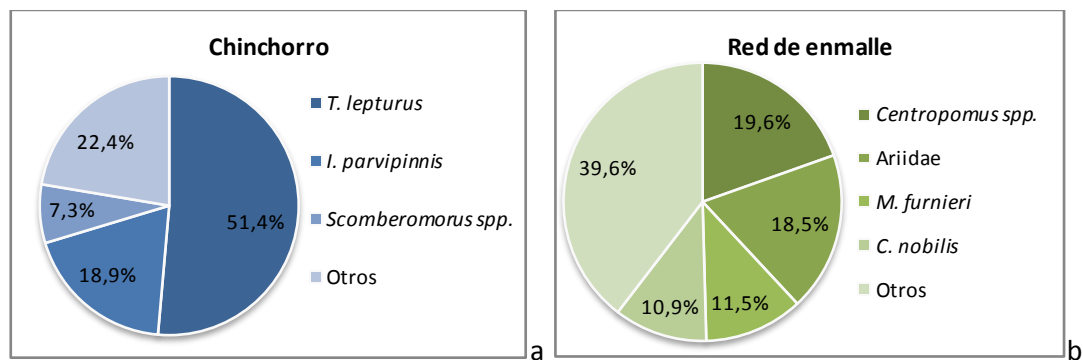 Chinchorro
T. lepturus
I. parvipinnis
Scomberomorus spp.
Otros
22,4%
7,3%
51,4%
18,9%
a
Red de enmalle
Centropomus spp.
Ariidae
M. furnieri
C. nobilis
Otros
19,6%
39,6%
18,5%
10,9%
11,5%
b